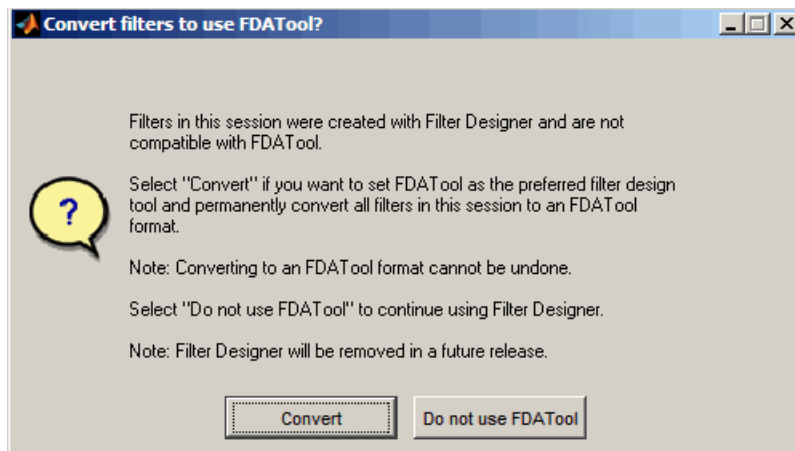 Convert filters to use FDATool?
Filters in this session were created with Filter Designer and are not
compatible with FDATool.
Select "Convert" if you want to set FDATool as the preferred filter design
tool and permanently convert all filters in this session to an FDATool
format.
?
Note: Converting to an FDATool format cannot be undone.
Select "Do not use FDATool" to continue using Filter Designer.
Note: Filter Designer will be removed in a future release.
Convert
Do not use FDATool